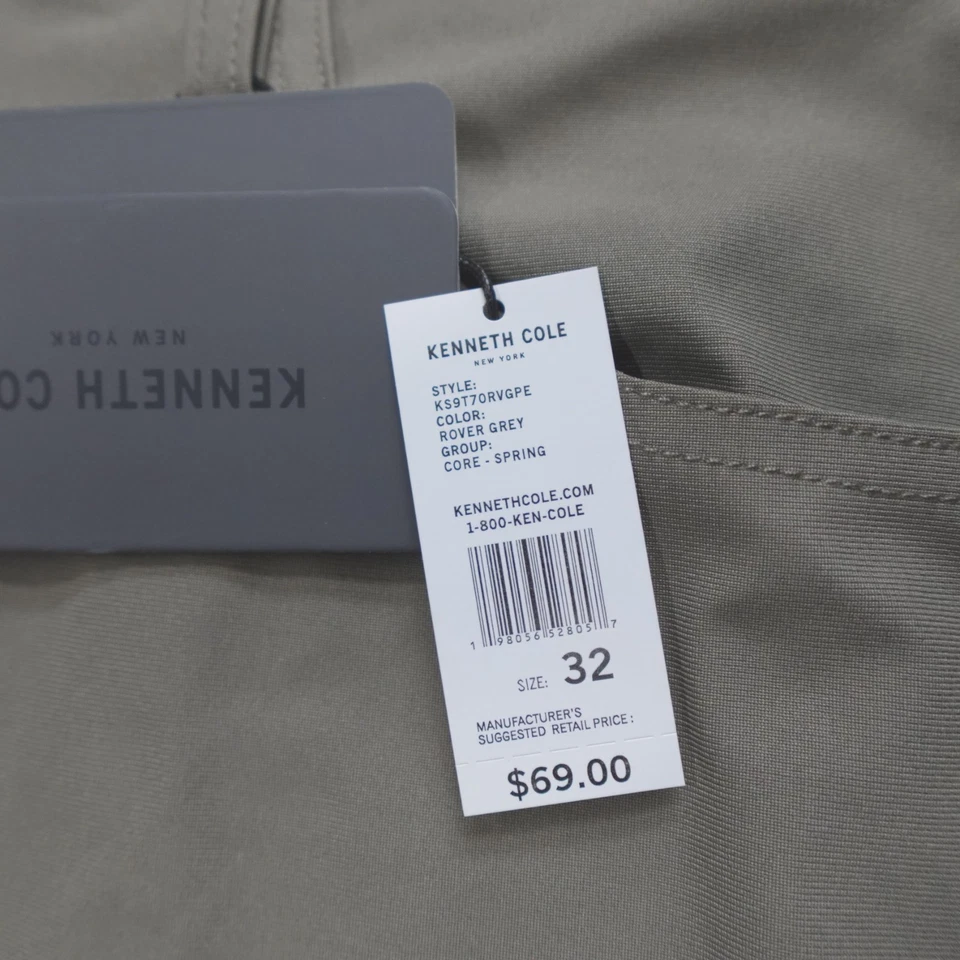 KENNETH CO
NEW YORK
KENNETH COLE
NEW YORK
STYLE:
KS9T70RVGPE
COLOR:
ROVER GREY
GROUP:
CORE - SPRING
KENNETHCOLE.COM
1-800-KEN-COLE
1 98056 52805 7
SIZE: 32
MANUFACTURER'S
SUGGESTED RETAIL PRICE:
$69.00